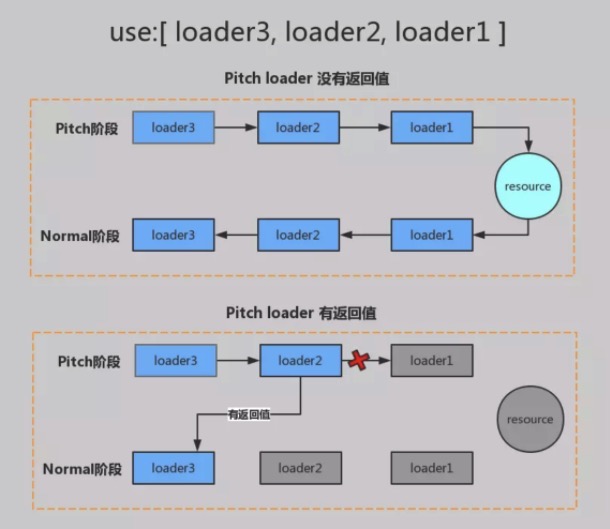 use:[ loader3, loader2, loader1 ]
Pitch loader 没有返回值
Pitch阶段 loader3 loader2 loader1
resource
Normal阶段 loader3 loader2 loader1
Pitch loader 有返回值
Pitch阶段 loader3 loader2 loader1
有返回值 resource
Normal阶段 loader3 loader2 loader1